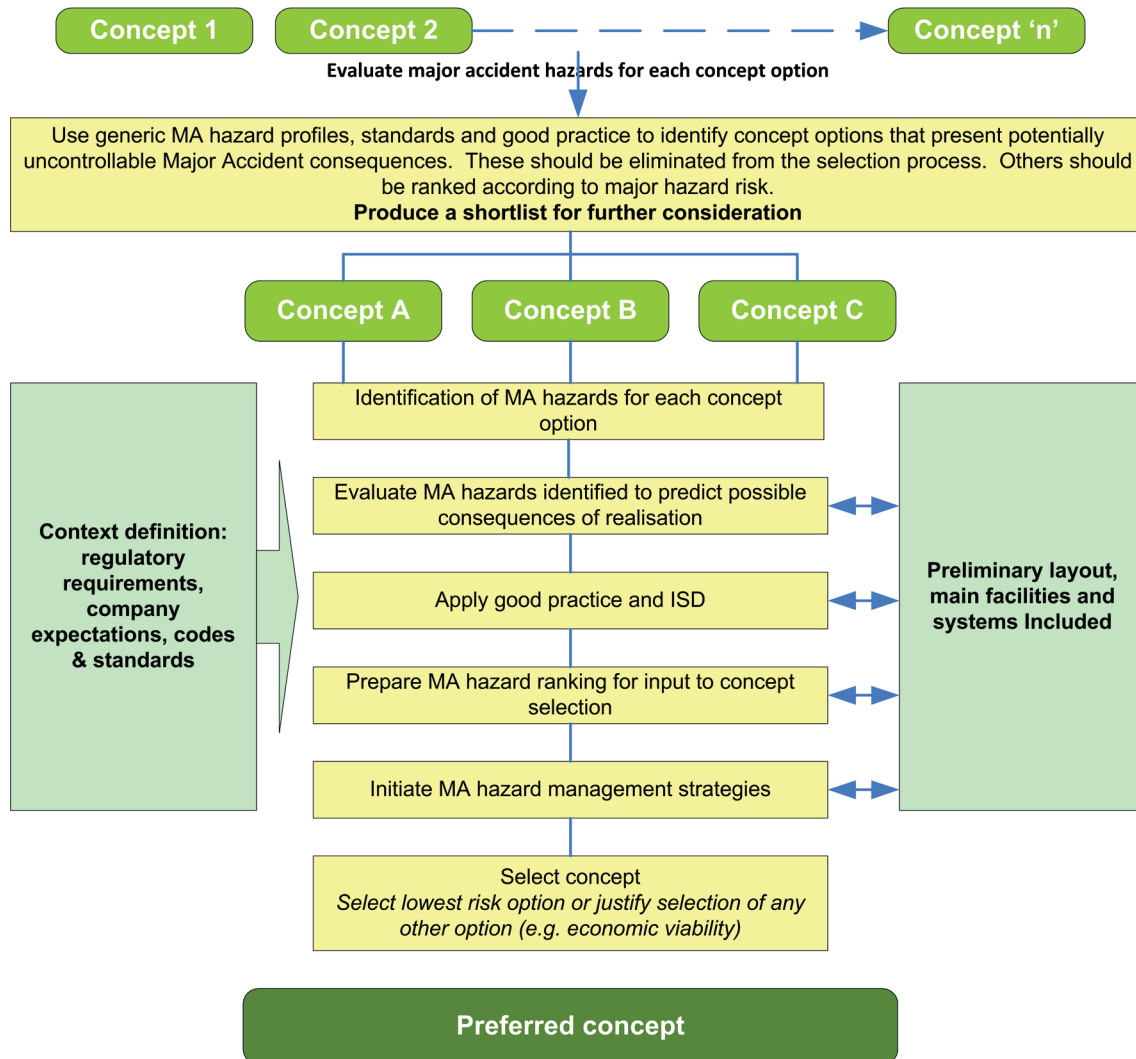 Concept 1
Concept 2
Concept ‘n’
Evaluate major accident hazards for each concept option
Use generic MA hazard profiles, standards and good practice to identify concept options that present potentially
uncontrollable Major Accident consequences.  These should be eliminated from the selection process.  Others should
be ranked according to major hazard risk.
Produce a shortlist for further consideration
Concept A
Concept B
Concept C
Identification of MA hazards for each concept
option
Evaluate MA hazards identified to predict possible
consequences of realisation
Context definition:
regulatory
requirements,
company
expectations, codes
& standards
Apply good practice and ISD
Preliminary layout,
main facilities and
systems Included
Prepare MA hazard ranking for input to concept
selection
Initiate MA hazard management strategies
Select concept
Select lowest risk option or justify selection of any
other option (e.g. economic viability)
Preferred concept